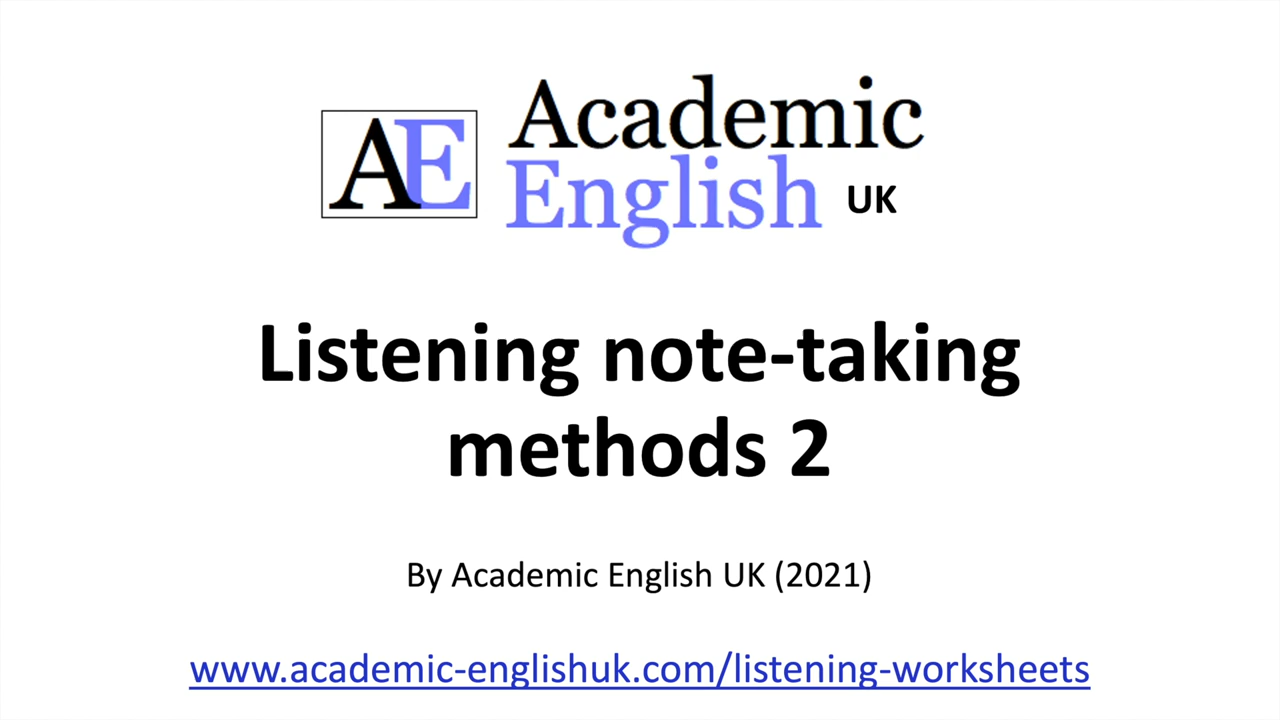 AE Academic
English UK
Listening note-taking
methods 2
By Academic English UK (2021)
www.academic-englishuk.com/listening-worksheets